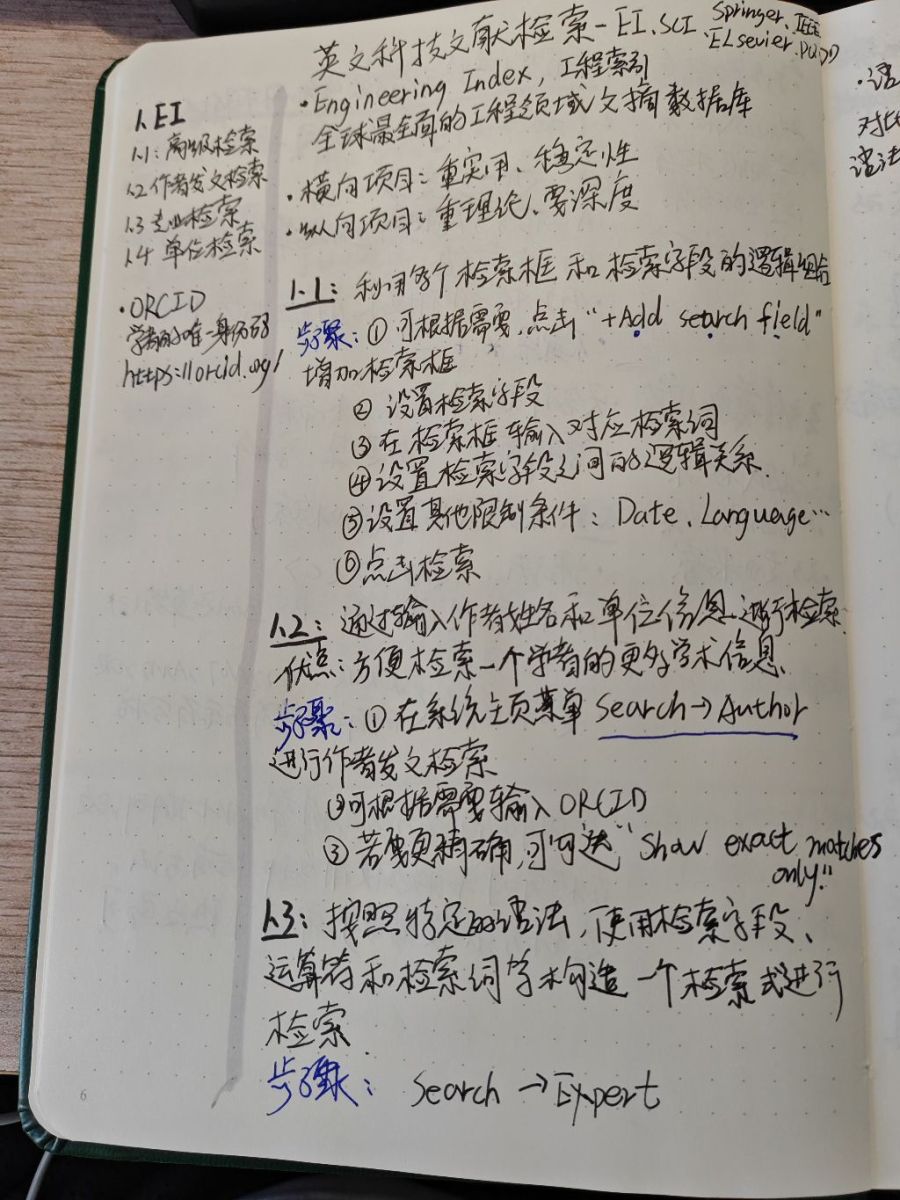 英文科技文献检索-EI、SCI、Springer、IEEE
ELsevier、PQDD
1、EI
1.1: 高级检索
1.2 作者发文检索
1.3 专业检索
1.4 单位检索
·ORCID
学者的唯一身份码
https://orcid.org/
·Engineering Index, 工程索引
全球最全面的工程领域文摘数据库
·横向项目: 重实用、稳定性
·纵向项目: 重理论、要深度
1.1: 利用多个检索框和检索字段的逻辑组合
步骤: ① 可根据需要, 点击"+Add search field"
增加检索框
② 设置检索字段
③ 在检索框输入对应检索词
④ 设置检索字段之间的逻辑关系
⑤ 设置其他限制条件: Date、Language…
⑥ 点击检索
1.2: 通过输入作者姓名和单位信息进行检索
优点: 方便检索一个学者的更多学术信息
步骤: ① 在系统主页菜单 Search→Author
进行作者发文检索
②可根据需要输入ORCID
③ 若要更精确, 可勾选"Show exact matches
only"
1.3: 按照特定的语法, 使用检索字段、
运算符和检索词等构造一个检索式进行
检索
步骤: Search →Expert
6
·语
对比
语法